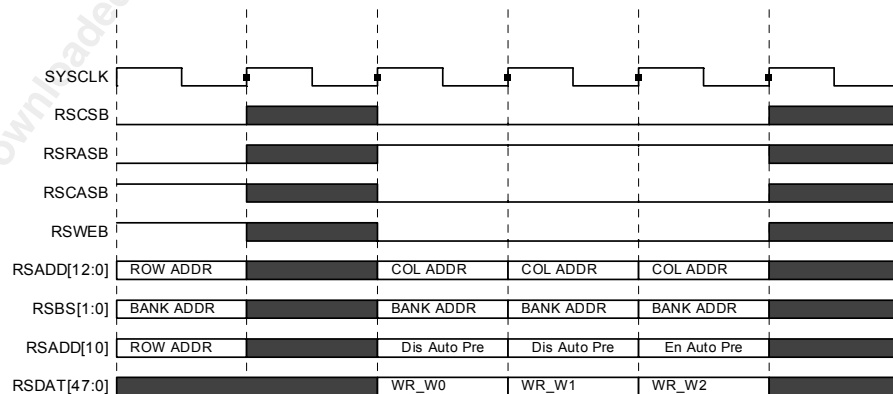 ownloaded
SYSCLK
RSCSB
RSRASB
RSCASB
RSWEB
RSADD[12:0] ROW ADDR COL ADDR COL ADDR COL ADDR
RSBS[1:0] BANK ADDR BANK ADDR BANK ADDR BANK ADDR
RSADD[10] ROW ADDR Dis Auto Pre Dis Auto Pre En Auto Pre
RSDAT[47:0] WR_W0 WR_W1 WR_W2